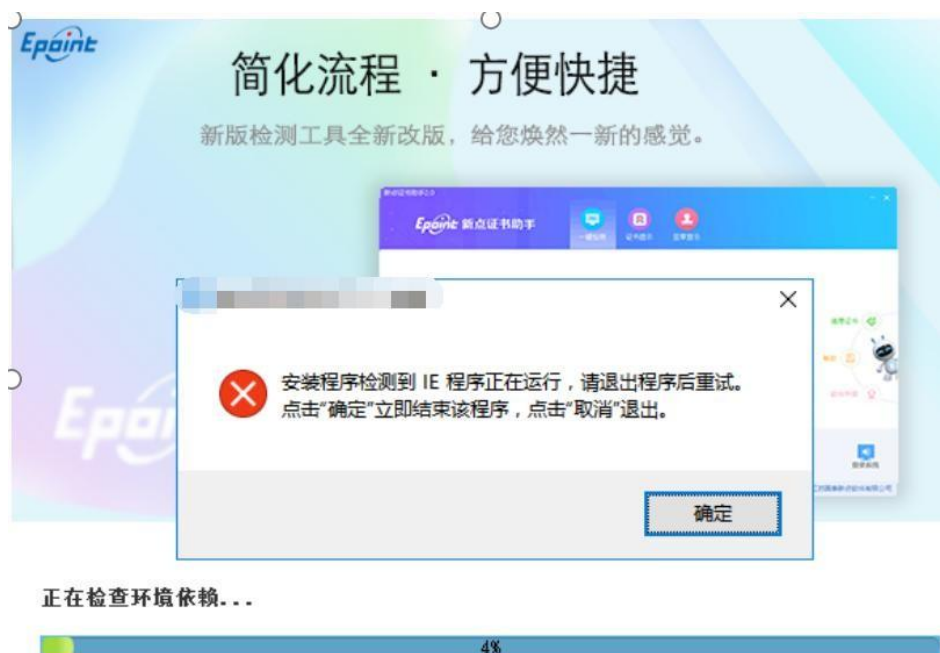 Epoint
简化流程 · 方便快捷
新版检测工具全新改版，给您焕然一新的感觉。
Epoint 新点证书助手
安装程序检测到 IE 程序正在运行，请退出程序后重试。
点击“确定”立即结束该程序，点击“取消”退出。
确定
正在检查环境依赖...
4%